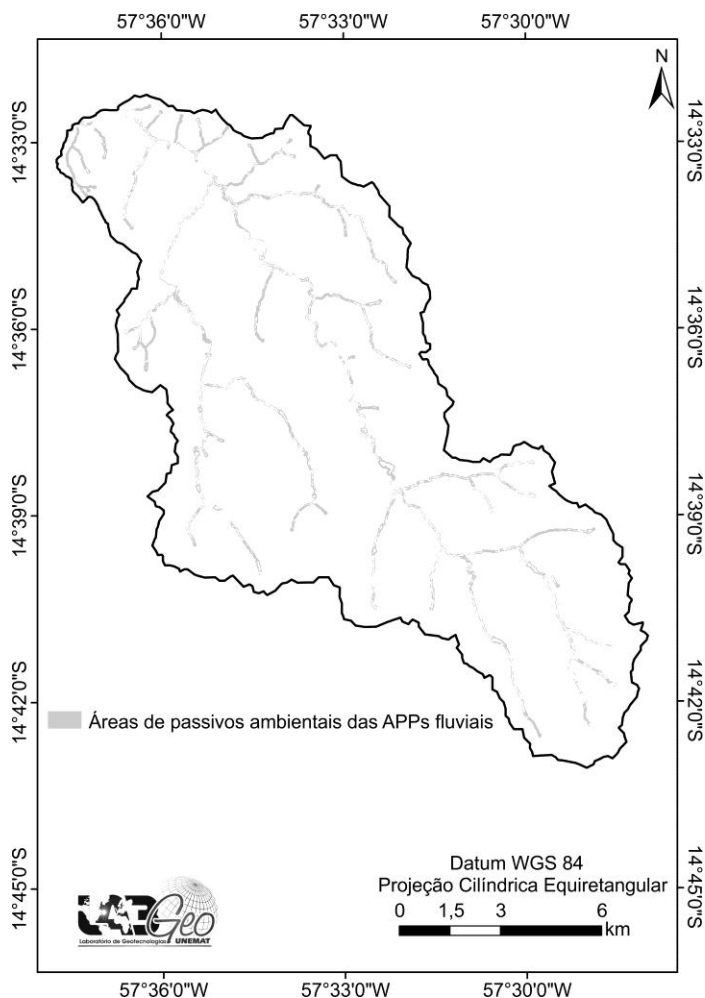 57°36'0"W 57°33'0"W 57°30'0"W
N
14°33'0"S 14°33'0"S
14°36'0"S 14°36'0"S
14°39'0"S 14°39'0"S
14°42'0"S 14°42'0"S
Áreas de passivos ambientais das APPs fluviais
14°45'0"S 14°45'0"S
Datum WGS 84
Projeção Cilíndrica Equiretangular
0 1,5 3 6
km
LAB Geo
Laboratório de Geotecnologias UNEMAT
57°36'0"W 57°33'0"W 57°30'0"W